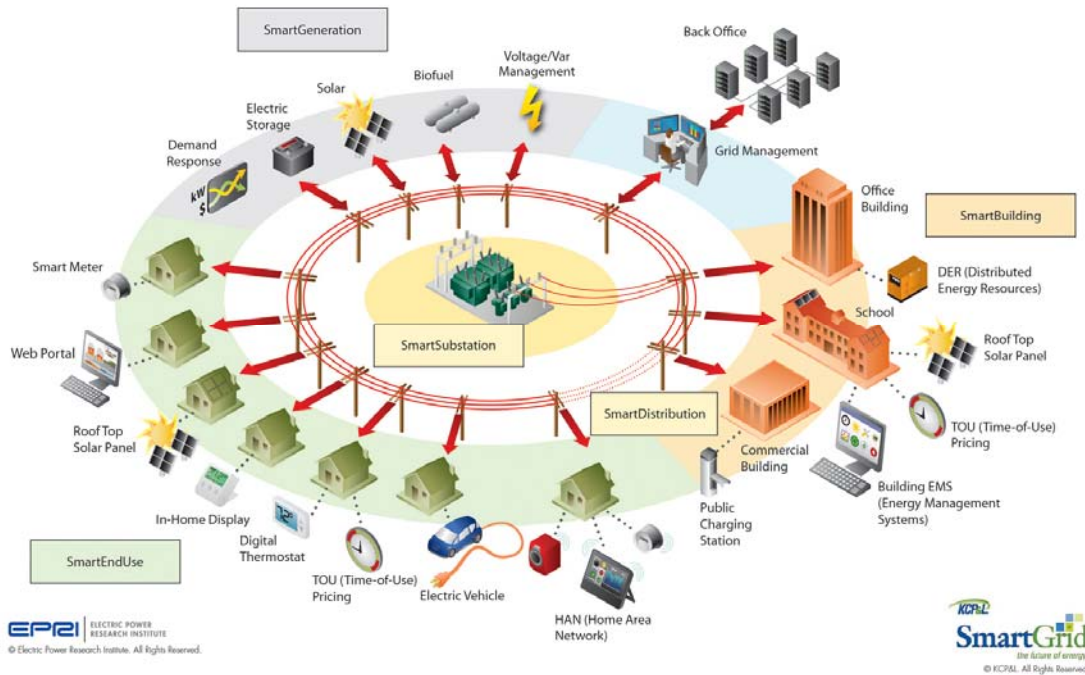 SmartGeneration
Back Office
Voltage/Var
Management
Biofuel
Solar
Electric
Storage
Demand
Response
kW
$
Grid Management
Office
Building
SmartBuilding
DER (Distributed
Energy Resources)
School
Roof Top
Solar Panel
TOU (Time-of-Use)
Pricing
Smart Meter
Web Portal
Roof Top
Solar Panel
SmartSubstation
SmartDistribution
Commercial
Building
Building EMS
(Energy Management
Systems)
Public
Charging
Station
In-Home Display
Digital
Thermostat
72°
TOU (Time-of-Use)
Pricing
Electric Vehicle
HAN (Home Area
Network)
SmartEndUse
EPRI
ELECTRIC POWER
RESEARCH INSTITUTE
© Electric Power Research Institute. All Rights Reserved.
KCP&L
SmartGrid
the future of energy
© KCP&L. All Rights Reserved